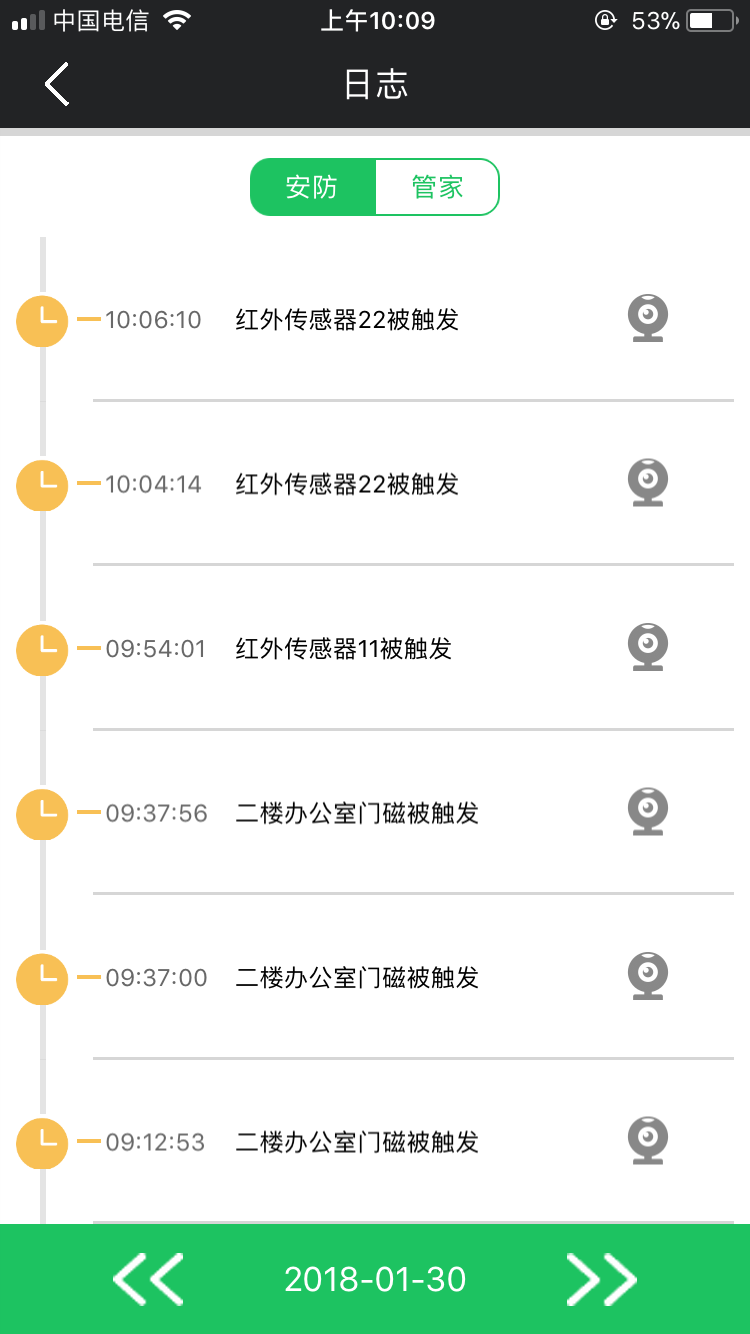 中国电信 上午10:09 53%
日志
安防 管家
10:06:10 红外传感器22被触发
10:04:14 红外传感器22被触发
09:54:01 红外传感器11被触发
09:37:56 二楼办公室门磁被触发
09:37:00 二楼办公室门磁被触发
09:12:53 二楼办公室门磁被触发
2018-01-30